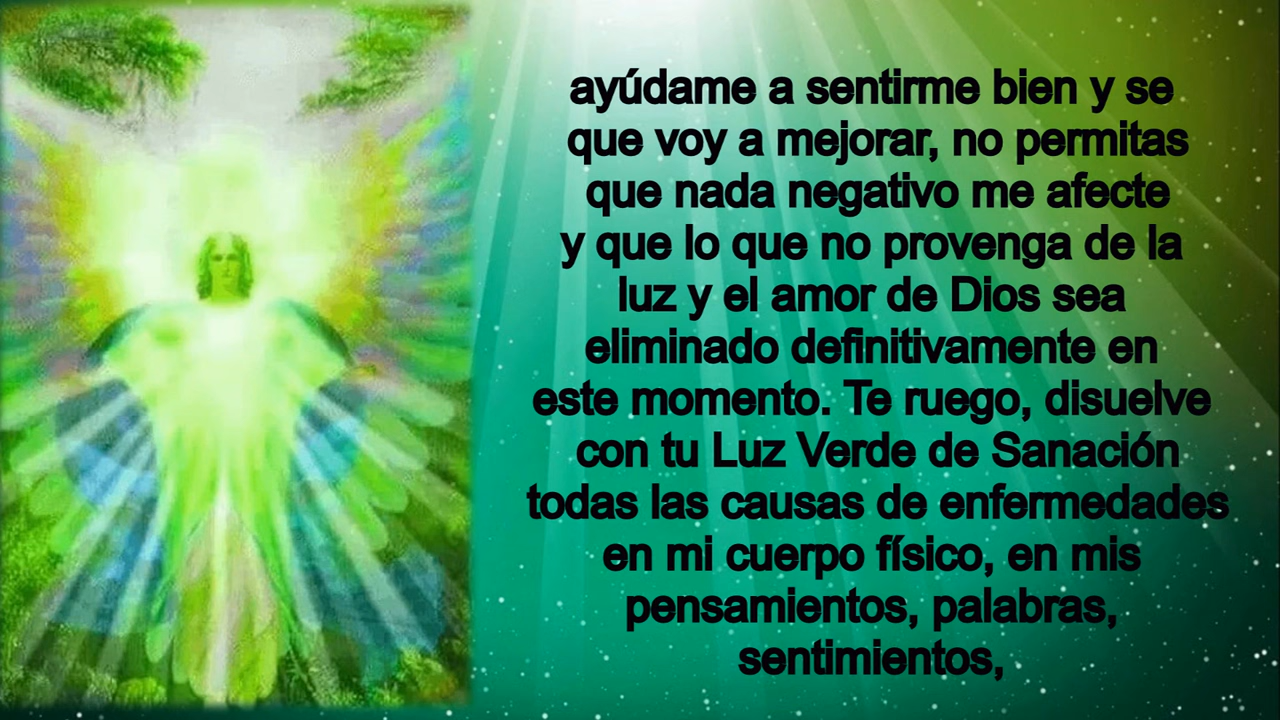 ayúdame a sentirme bien y se
que voy a mejorar, no permitas
que nada negativo me afecte
y que lo que no provenga de la
luz y el amor de Dios sea
eliminado definitivamente en
este momento. Te ruego, disuelve
con tu Luz Verde de Sanación
todas las causas de enfermedades
en mi cuerpo físico, en mis
pensamientos, palabras,
sentimientos,